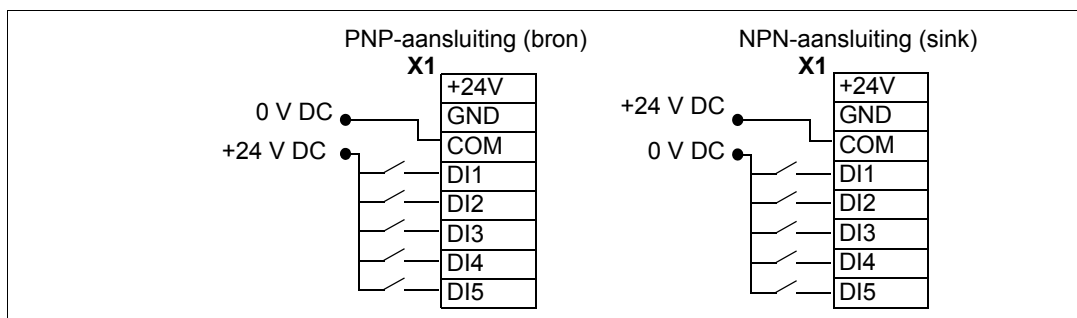 PNP-aansluiting (bron)
X1
+24V
0 V DC
GND
+24 V DC
COM
DI1
DI2
DI3
DI4
DI5
NPN-aansluiting (sink)
X1
+24V
+24 V DC
GND
0 V DC
COM
DI1
DI2
DI3
DI4
DI5